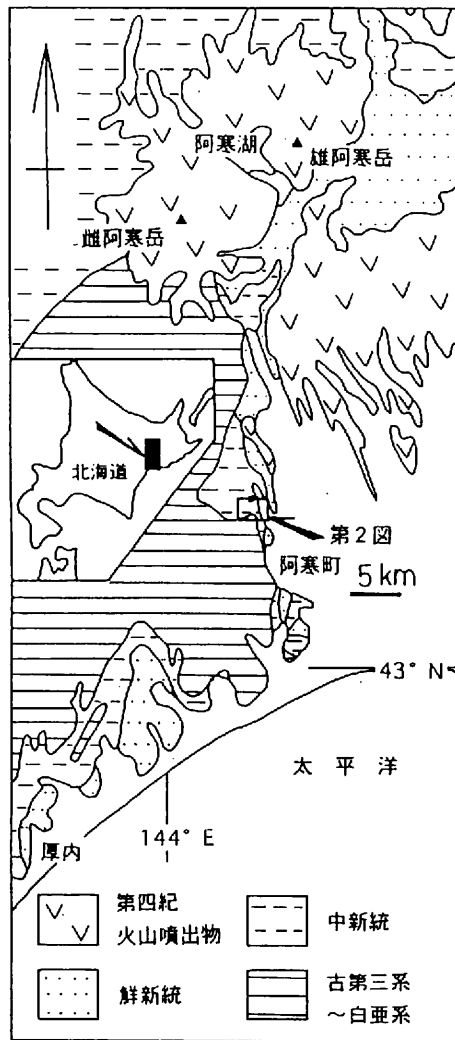 阿寒湖
雄阿寒岳
雌阿寒岳
北海道
第２図
阿寒町
5 km
43° N
太 平 洋
144° E
厚内
第四紀
火山噴出物
中新統
鮮新統
古第三系
～白亜系